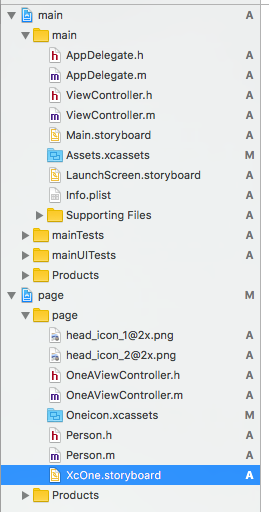 main A
main
AppDelegate.h A
AppDelegate.m A
ViewController.h A
ViewController.m A
Main.storyboard A
Assets.xcassets M
LaunchScreen.storyboard A
Info.plist A
Supporting Files A
mainTests A
mainUITests A
Products
page M
page
head_icon_1@2x.png A
head_icon_2@2x.png A
OneAViewController.h A
OneAViewController.m A
Oneicon.xcassets A
Person.h A
Person.m A
XcOne.storyboard A
Products